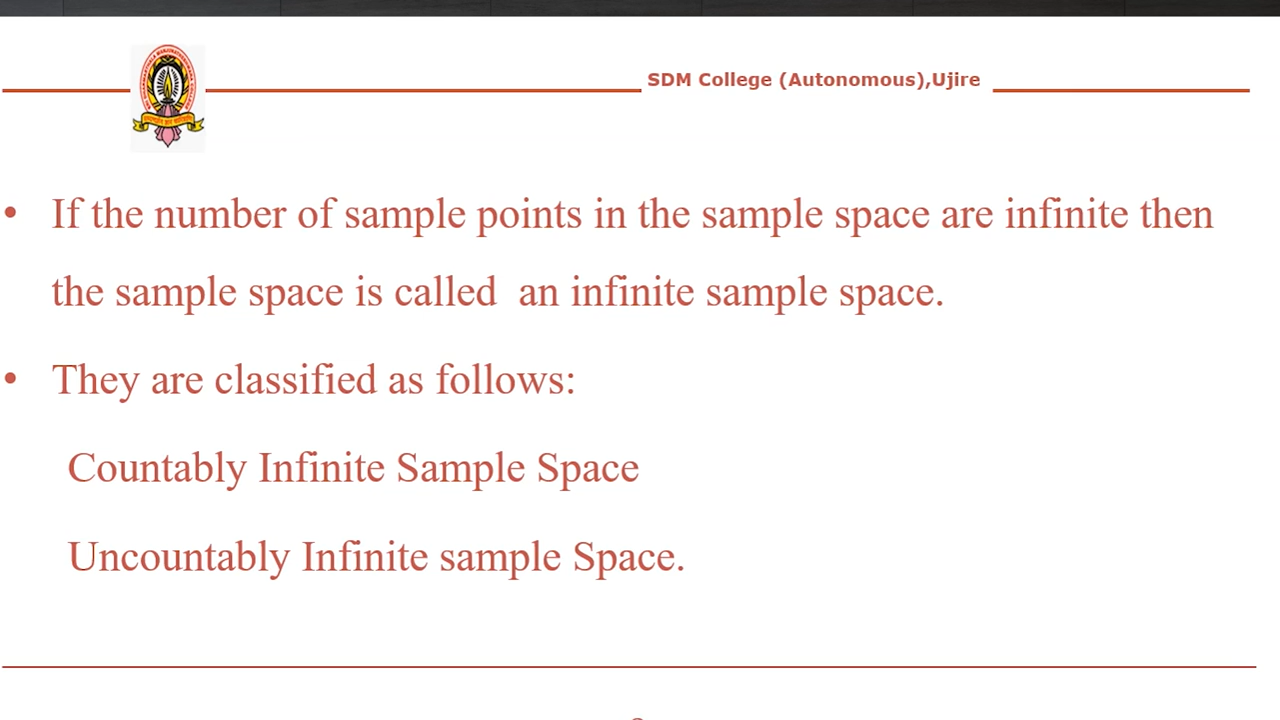 SDM College (Autonomous),Ujire
• If the number of sample points in the sample space are infinite then
the sample space is called an infinite sample space.
• They are classified as follows:
Countably Infinite Sample Space
Uncountably Infinite sample Space.